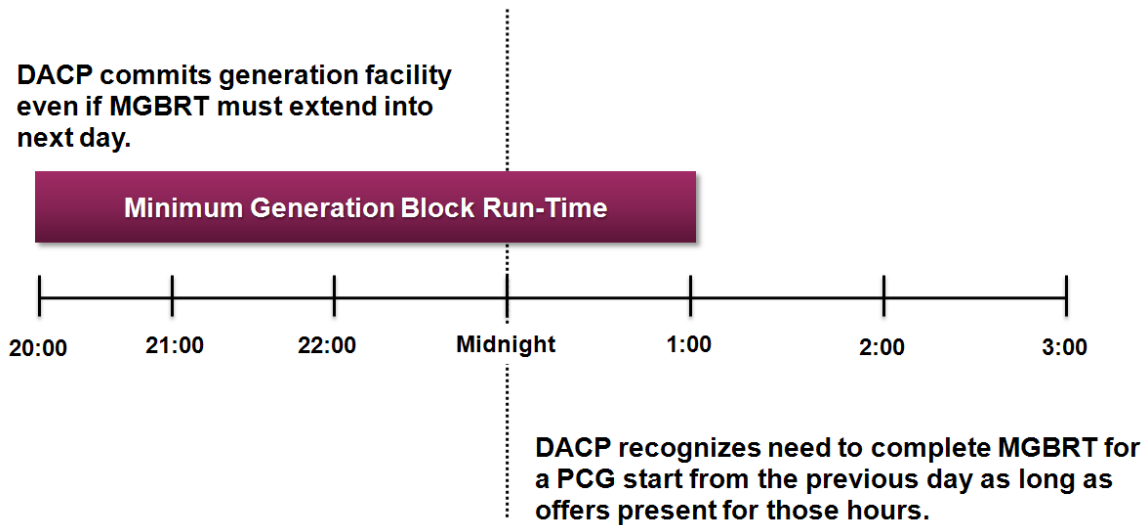 DACP commits generation facility
even if MGBRT must extend into
next day.
Minimum Generation Block Run-Time
20:00
21:00
22:00
Midnight
1:00
2:00
3:00
DACP recognizes need to complete MGBRT for
a PCG start from the previous day as long as
offers present for those hours.